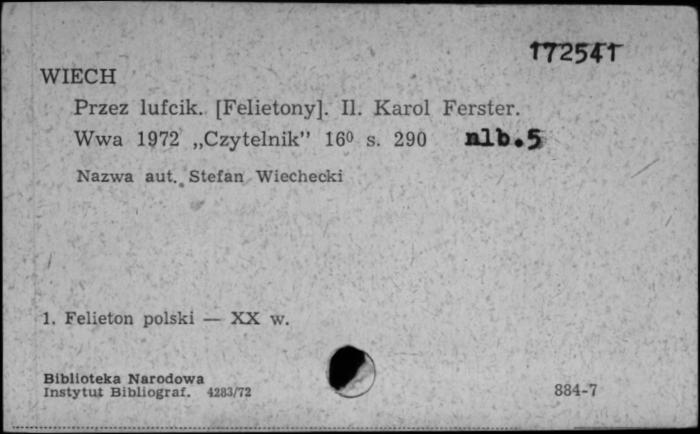 172541
WIECH
Przez lufcik. [Felietony]. Il. Karol Ferster.
Wwa 1972 „Czytelnik” 16⁰ s. 290 nlb.5
Nazwa aut. Stefan Wiechecki
1. Felieton polski — XX w.
Biblioteka Narodowa
Instytut Bibliograf. 4283/72
884-7